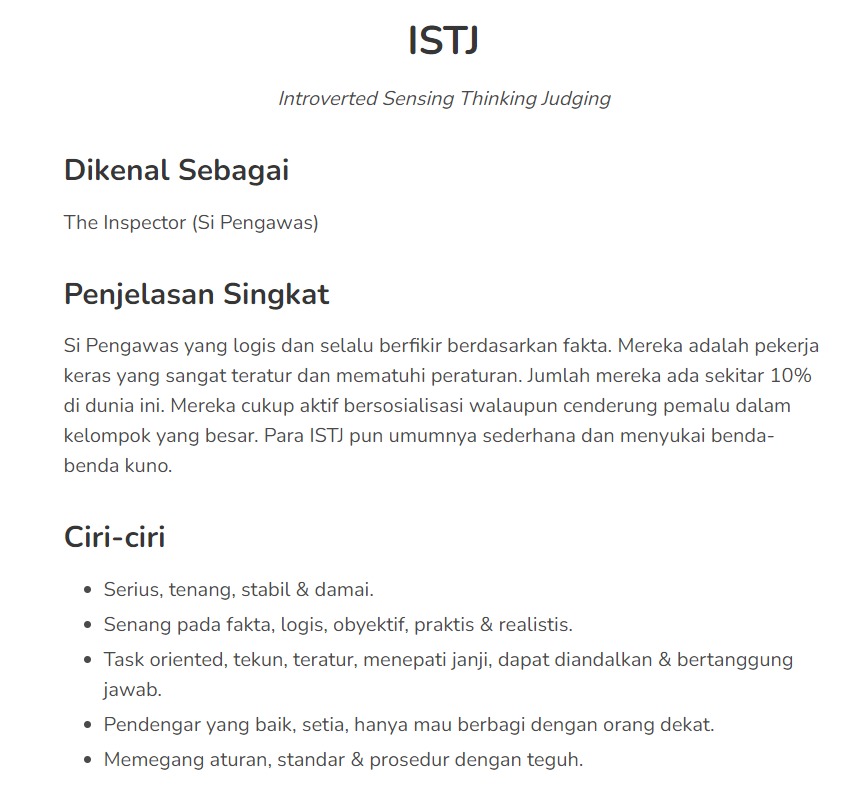 ISTJ
Introverted Sensing Thinking Judging
Dikenal Sebagai
The Inspector (Si Pengawas)
Penjelasan Singkat
Si Pengawas yang logis dan selalu berfikir berdasarkan fakta. Mereka adalah pekerja
keras yang sangat teratur dan mematuhi peraturan. Jumlah mereka ada sekitar 10%
di dunia ini. Mereka cukup aktif bersosialisasi walaupun cenderung pemalu dalam
kelompok yang besar. Para ISTJ pun umumnya sederhana dan menyukai benda-
benda kuno.
Ciri-ciri
• Serius, tenang, stabil & damai.
• Senang pada fakta, logis, obyektif, praktis & realistis.
• Task oriented, tekun, teratur, menepati janji, dapat diandalkan & bertanggung
jawab.
• Pendengar yang baik, setia, hanya mau berbagi dengan orang dekat.
• Memegang aturan, standar & prosedur dengan teguh.